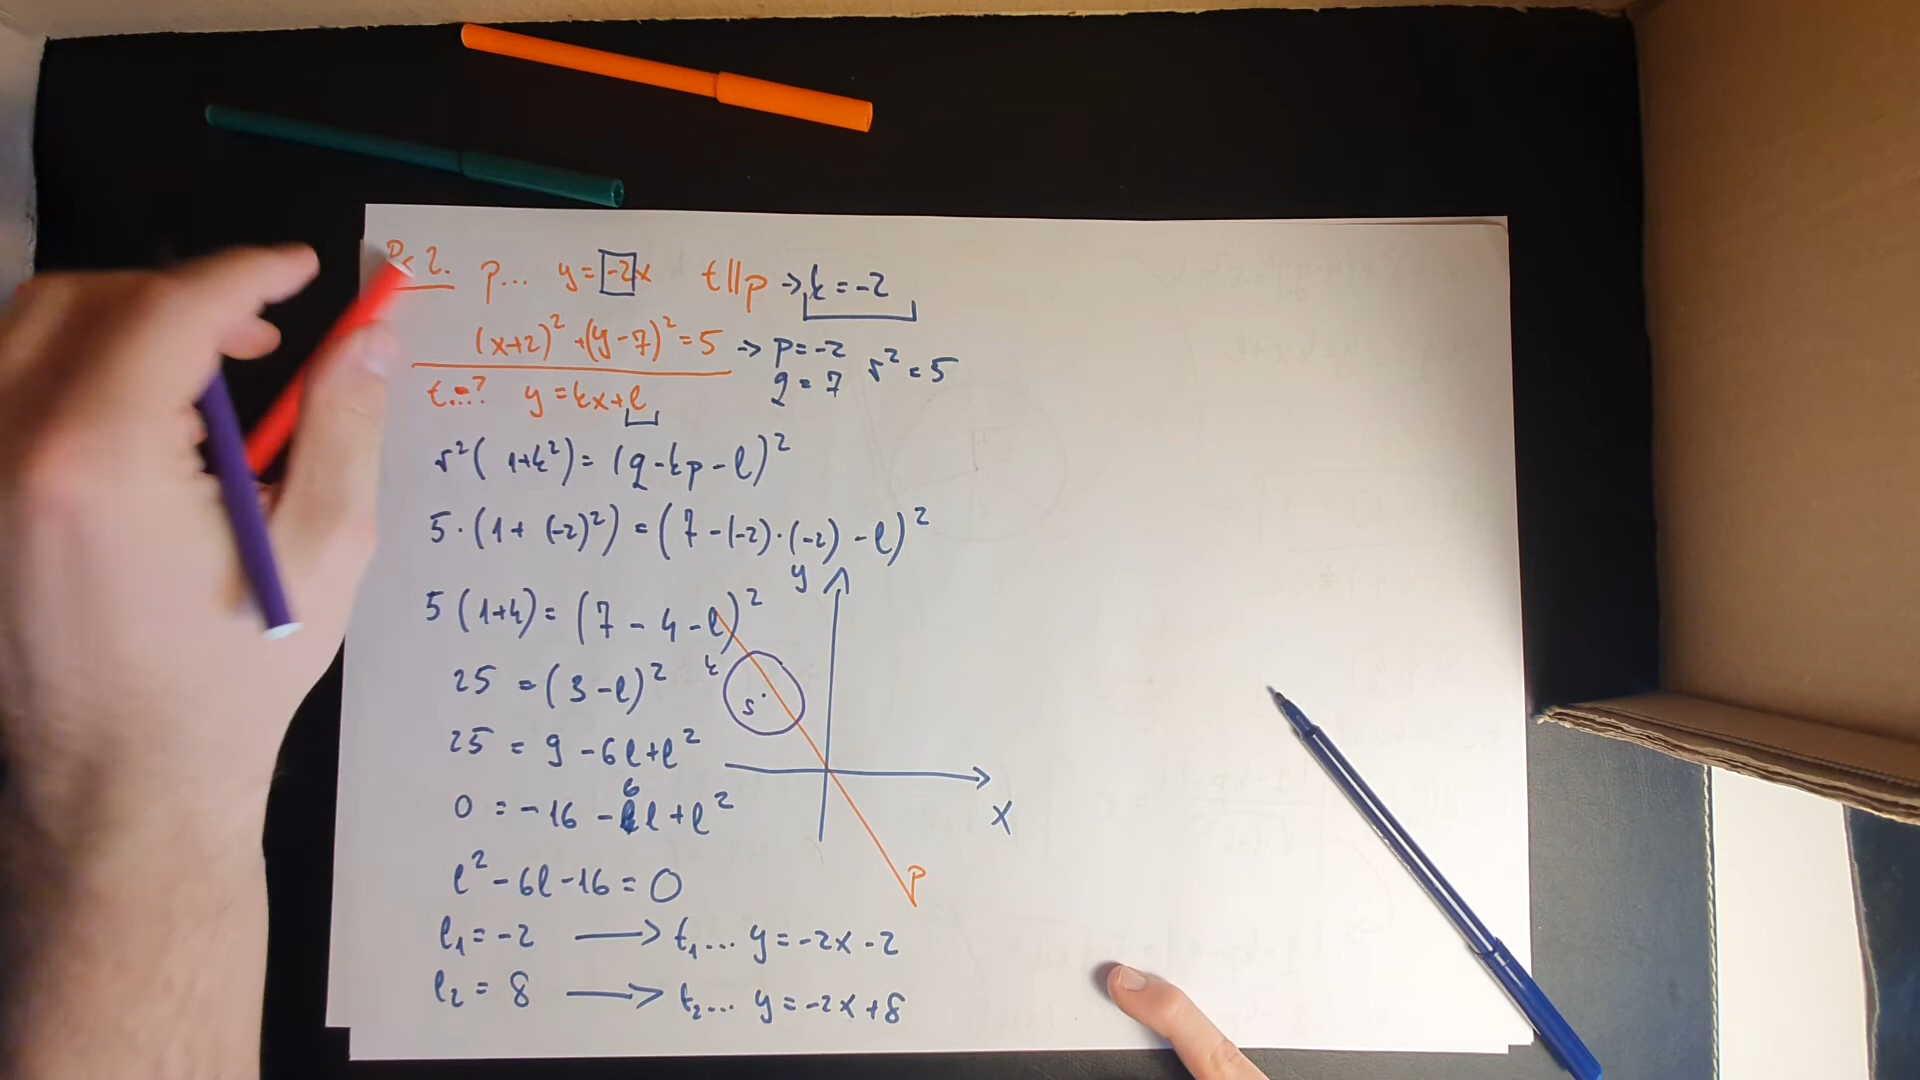 2. p... y=-2x t||p → k=-2
(x+2)²+(y-7)²=5 → p=-2
q=7 r²=5
t...? y=kx+l
r²(1+k²)=(q-kp-l)²
5·(1+(-2)²)=(7-(-2)·(-2)-l)²
y
5(1+4)=(7-4-l)²
k
25=(3-l)²
S
25=9-6l+l²
0=-16-6l+l²
x
l²-6l-16=0
P
l₁=-2 → t₁... y=-2x-2
l₂=8 → t₂... y=-2x+8